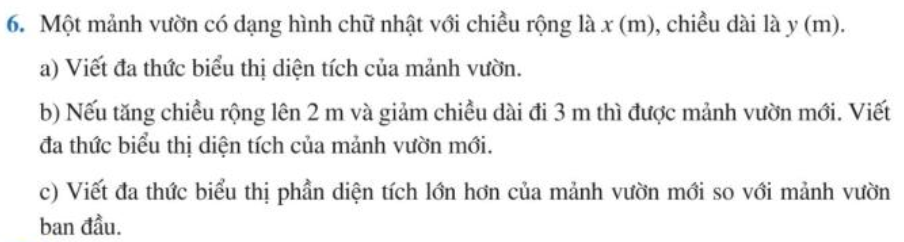 6. Một mảnh vườn có dạng hình chữ nhật với chiều rộng là x (m), chiều dài là y (m).
a) Viết đa thức biểu thị diện tích của mảnh vườn.
b) Nếu tăng chiều rộng lên 2 m và giảm chiều dài đi 3 m thì được mảnh vườn mới. Viết
đa thức biểu thị diện tích của mảnh vườn mới.
c) Viết đa thức biểu thị phần diện tích lớn hơn của mảnh vườn mới so với mảnh vườn
ban đầu.